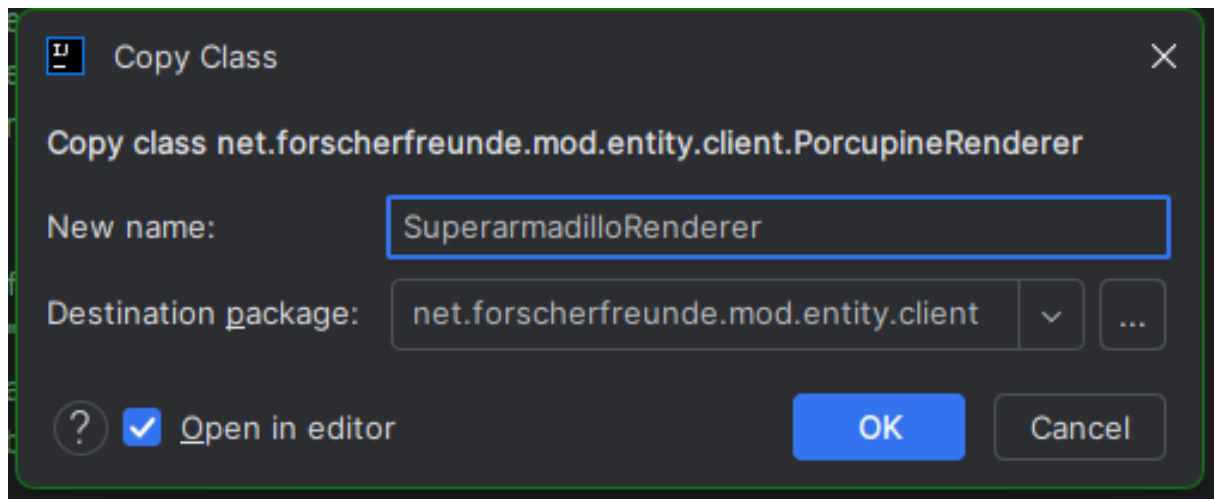 IJ
Copy Class
Copy class net.forscherfreunde.mod.entity.client.PorcupineRenderer
New name: SuperarmadilloRenderer
Destination package: net.forscherfreunde.mod.entity.client ...
? Open in editor OK Cancel